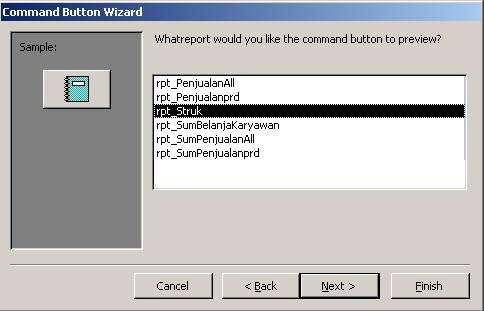 Command Button Wizard
Sample:
Whatreport would you like the command button to preview?
rpt_PenjualanAll
rpt_Penjualanprd
rpt_Struk
rpt_SumBelanjaKaryawan
rpt_SumPenjualanAll
rpt_SumPenjualanprd
Cancel
< Back
Next >
Finish